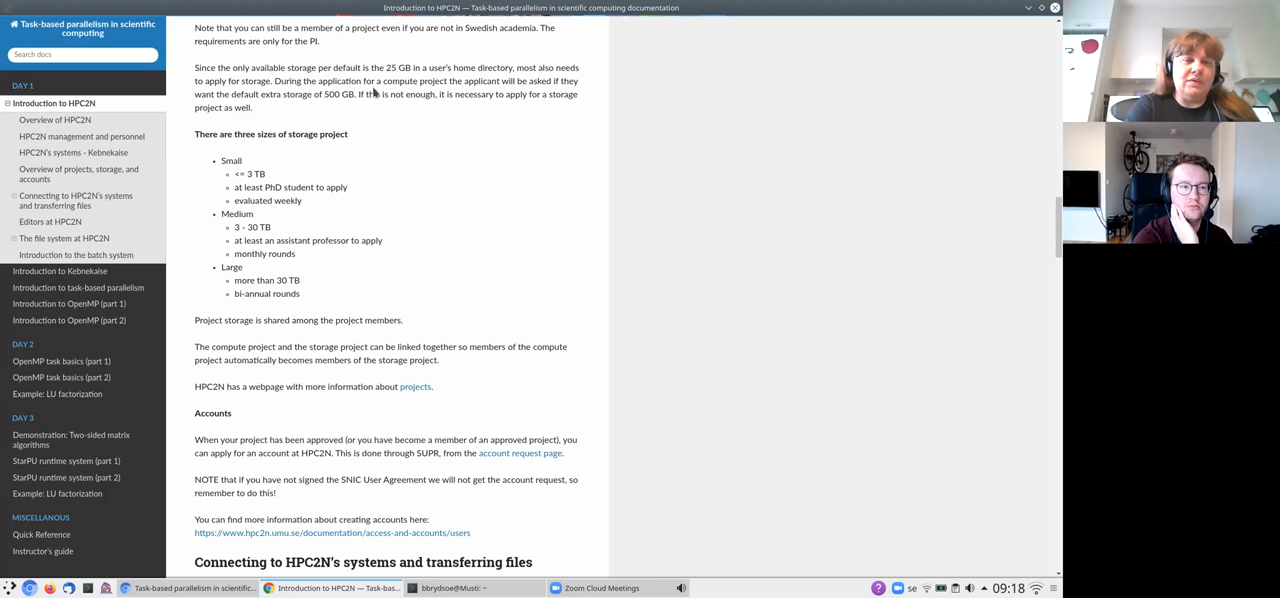 Introduction to HPC2N — Task-based parallelism in scientific computing documentation
Task-based parallelism in scientific
computing
Search docs
DAY 1
Introduction to HPC2N
Overview of HPC2N
HPC2N management and personnel
HPC2N's systems - Kebnekaise
Overview of projects, storage, and
accounts
Connecting to HPC2N's systems
and transferring files
Editors at HPC2N
The file system at HPC2N
Introduction to the batch system
Introduction to Kebnekaise
Introduction to task-based parallelism
Introduction to OpenMP (part 1)
Introduction to OpenMP (part 2)
DAY 2
OpenMP task basics (part 1)
OpenMP task basics (part 2)
Example: LU factorization
DAY 3
Demonstration: Two-sided matrix
algorithms
StarPU runtime system (part 1)
StarPU runtime system (part 2)
Example: LU factorization
MISCELLANEOUS
Quick Reference
Instructor's guide
Note that you can still be a member of a project even if you are not in Swedish academia. The
requirements are only for the PI.
Since the only available storage per default is the 25 GB in a user's home directory, most also needs
to apply for storage. During the application for a compute project the applicant will be asked if they
want the default extra storage of 500 GB. If this is not enough, it is necessary to apply for a storage
project as well.
There are three sizes of storage project
• Small
<= 3 TB
at least PhD student to apply
evaluated weekly
• Medium
3 - 30 TB
at least an assistant professor to apply
monthly rounds
• Large
more than 30 TB
bi-annual rounds
Project storage is shared among the project members.
The compute project and the storage project can be linked together so members of the compute
project automatically becomes members of the storage project.
HPC2N has a webpage with more information about projects.
Accounts
When your project has been approved (or you have become a member of an approved project), you
can apply for an account at HPC2N. This is done through SUPR, from the account request page.
NOTE that if you have not signed the SNIC User Agreement we will not get the account request, so
remember to do this!
You can find more information about creating accounts here:
https://www.hpc2n.umu.se/documentation/access-and-accounts/users
Connecting to HPC2N's systems and transferring files
Task-based parallelism in scientific...
Introduction to HPC2N — Task-bas...
bbrydsoe@Musti: ~
Zoom Cloud Meetings
se
09:18